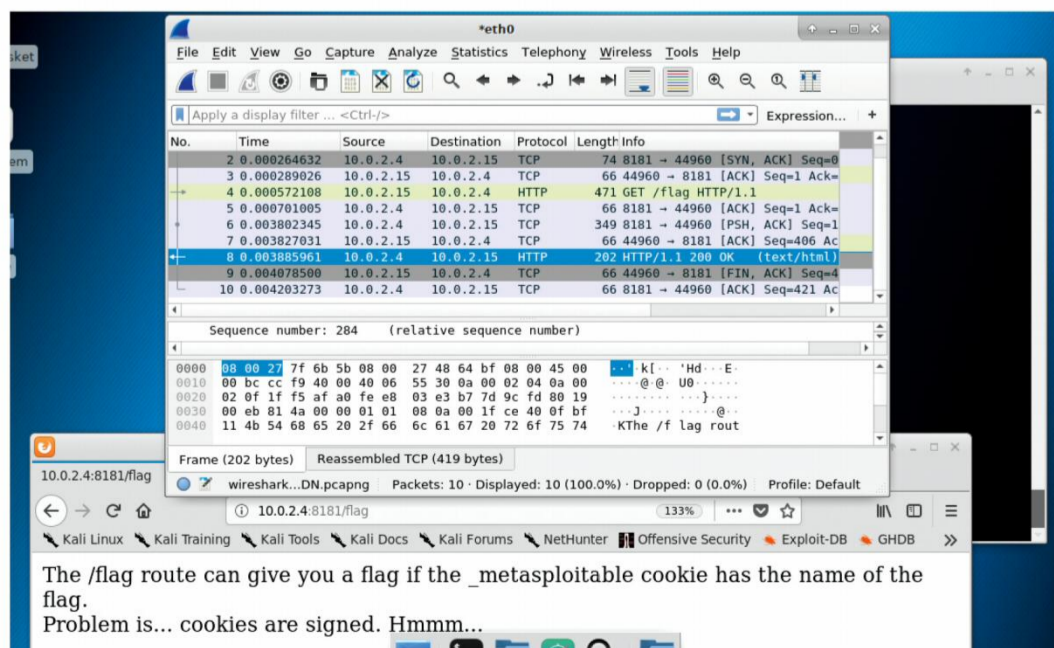 *eth0
sket
em
File Edit View Go Capture Analyze Statistics Telephony Wireless Tools Help
Apply a display filter ... <Ctrl-/>
Expression... +
No. Time Source Destination Protocol Length Info
2 0.000264632 10.0.2.4 10.0.2.15 TCP 74 8181 → 44960 [SYN, ACK] Seq=0
3 0.000289026 10.0.2.15 10.0.2.4 TCP 66 44960 → 8181 [ACK] Seq=1 Ack=
4 0.000572108 10.0.2.15 10.0.2.4 HTTP 471 GET /flag HTTP/1.1
5 0.000701005 10.0.2.4 10.0.2.15 TCP 66 8181 → 44960 [ACK] Seq=1 Ack=
6 0.003802345 10.0.2.4 10.0.2.15 TCP 349 8181 → 44960 [PSH, ACK] Seq=1
7 0.003827031 10.0.2.15 10.0.2.4 TCP 66 44960 → 8181 [ACK] Seq=406 Ac
8 0.003885961 10.0.2.4 10.0.2.15 HTTP 202 HTTP/1.1 200 OK (text/html)
9 0.004078500 10.0.2.15 10.0.2.4 TCP 66 44960 → 8181 [FIN, ACK] Seq=4
10 0.004203273 10.0.2.4 10.0.2.15 TCP 66 8181 → 44960 [ACK] Seq=421 Ac
Sequence number: 284 (relative sequence number)
0000 08 00 27 7f 6b 5b 08 00 27 48 64 bf 08 00 45 00 ··'·k[·· 'Hd···E·
0010 00 bc cc f9 40 00 40 06 55 30 0a 00 02 04 0a 00 ····@·@· U0······
0020 02 0f 1f f5 af a0 fe e8 03 e3 b7 7d 9c fd 80 19 ········ ···}····
0030 00 eb 81 4a 00 00 01 01 08 0a 00 1f ce 40 0f bf ···J···· ·····@··
0040 11 4b 54 68 65 20 2f 66 6c 61 67 20 72 6f 75 74 ·KThe /f lag rout
Frame (202 bytes) Reassembled TCP (419 bytes)
wireshark...DN.pcapng Packets: 10 · Displayed: 10 (100.0%) · Dropped: 0 (0.0%) Profile: Default
10.0.2.4:8181/flag
10.0.2.4:8181/flag 133%
Kali Linux Kali Training Kali Tools Kali Docs Kali Forums NetHunter Offensive Security Exploit-DB GHDB
The /flag route can give you a flag if the _metasploitable cookie has the name of the
flag.
Problem is... cookies are signed. Hmmm...